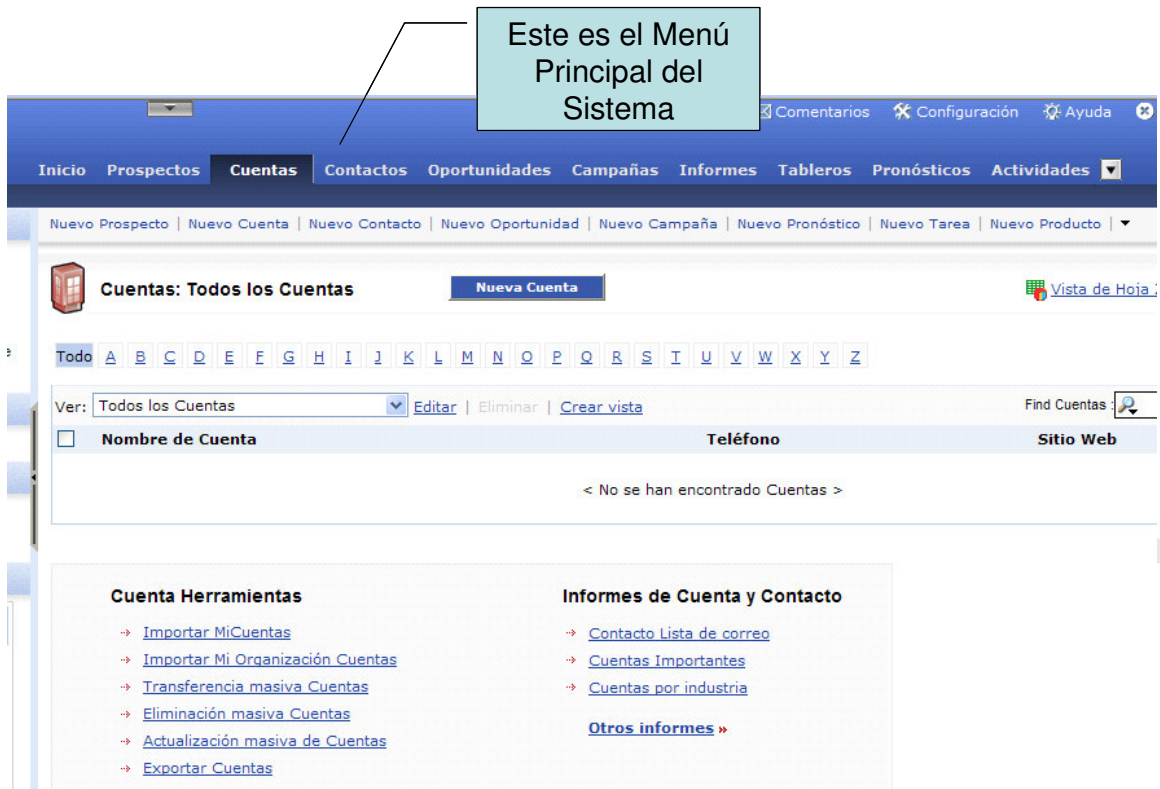 Este es el Menú
Principal del
Sistema
Comentarios Configuración Ayuda
Inicio Prospectos Cuentas Contactos Oportunidades Campañas Informes Tableros Pronósticos Actividades
Nuevo Prospecto | Nuevo Cuenta | Nuevo Contacto | Nuevo Oportunidad | Nuevo Campaña | Nuevo Pronóstico | Nuevo Tarea | Nuevo Producto |
Cuentas: Todos los Cuentas Nueva Cuenta Vista de Hoja
Todo A B C D E F G H I J K L M N O P Q R S T U V W X Y Z
Ver: Todos los Cuentas Editar | Eliminar | Crear vista Find Cuentas :
Nombre de Cuenta Teléfono Sitio Web
< No se han encontrado Cuentas >
Cuenta Herramientas
Importar MiCuentas
Importar Mi Organización Cuentas
Transferencia masiva Cuentas
Eliminación masiva Cuentas
Actualización masiva de Cuentas
Exportar Cuentas
Informes de Cuenta y Contacto
Contacto Lista de correo
Cuentas Importantes
Cuentas por industria
Otros informes »